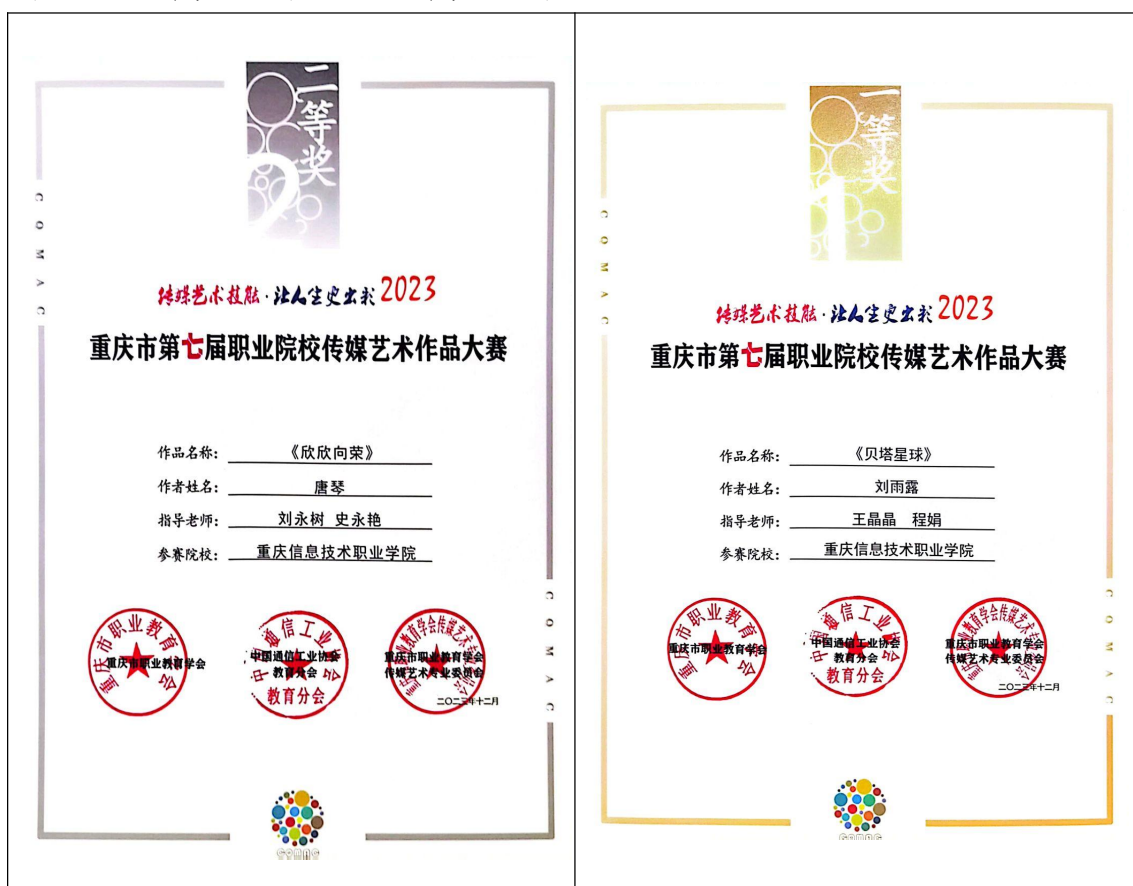 二等奖
2
COMAC
传媒艺术技能·让人生更出彩 2023
重庆市第七届职业院校传媒艺术作品大赛
作品名称: 《欣欣向荣》
作者姓名: 唐琴
指导老师: 刘永树 史永艳
参赛院校: 重庆信息技术职业学院
重庆市职业教育学会
重庆市职业教育学会
中国通信工业协会
教育分会
中国通信工业协会
教育分会
重庆市职业教育学会
传媒艺术专业委员会
二〇二三年十二月
COMAC
一等奖
1
COMAC
传媒艺术技能·让人生更出彩 2023
重庆市第七届职业院校传媒艺术作品大赛
作品名称: 《贝塔星球》
作者姓名: 刘雨露
指导老师: 王晶晶 程娟
参赛院校: 重庆信息技术职业学院
重庆市职业教育学会
重庆市职业教育学会
中国通信工业协会
教育分会
中国通信工业协会
教育分会
重庆市职业教育学会
传媒艺术专业委员会
二〇二三年十二月
COMAC